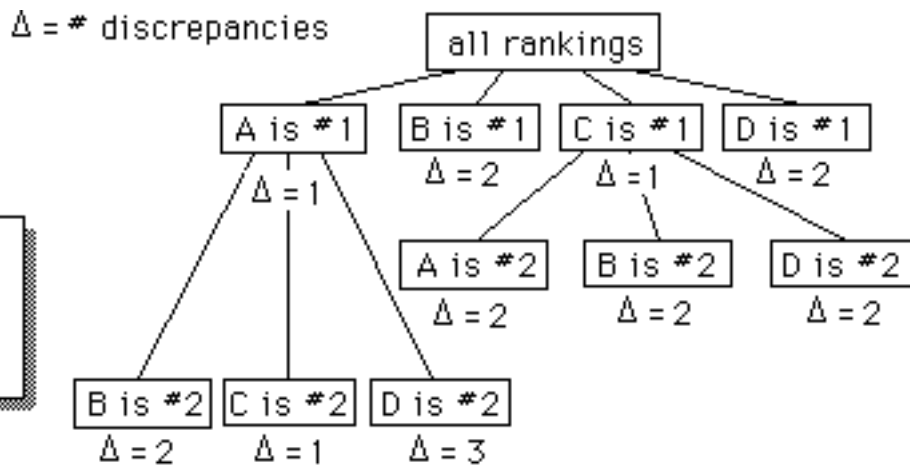 Δ = # discrepancies
all rankings
A is #1
B is #1
C is #1
D is #1
Δ = 1
Δ = 2
Δ = 1
Δ = 2
A is #2
B is #2
D is #2
Δ = 2
Δ = 2
Δ = 2
B is #2
C is #2
D is #2
Δ = 2
Δ = 1
Δ = 3